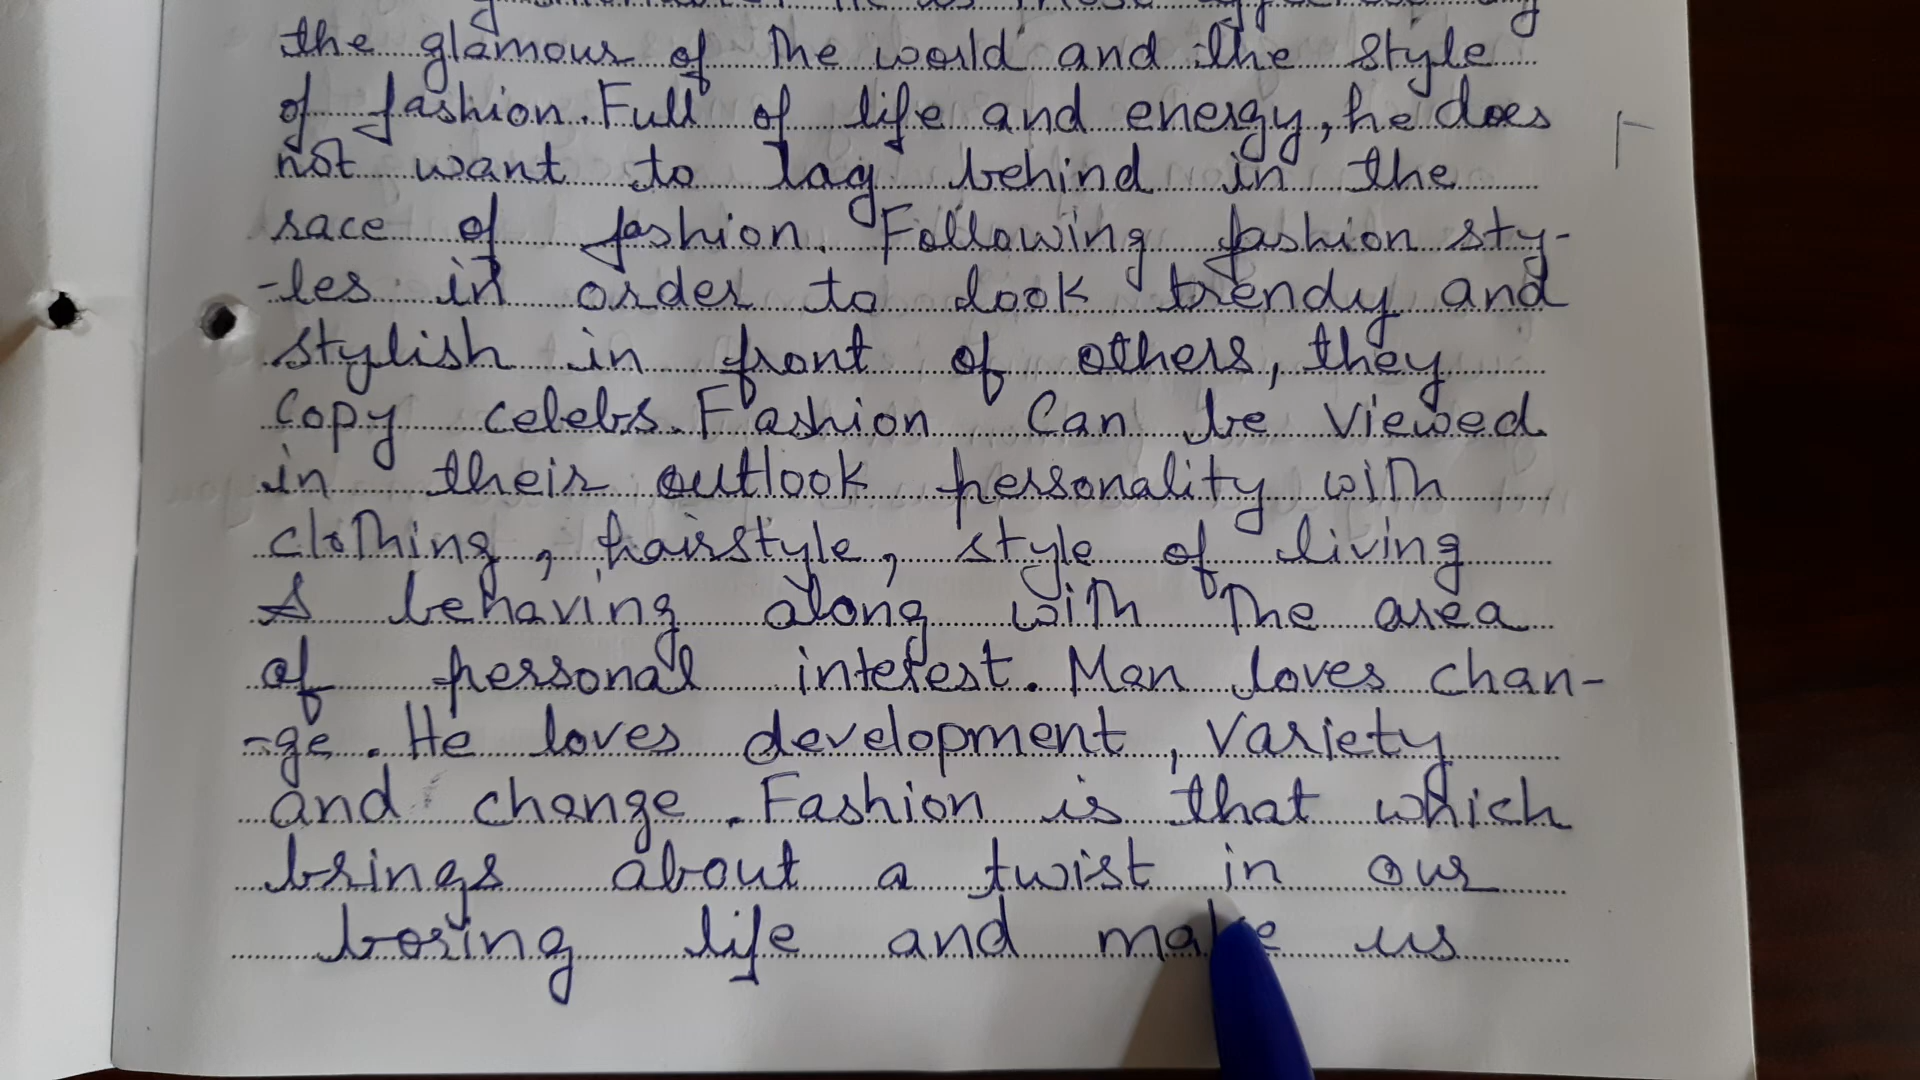 the glamour of the world and the style
of fashion. Full of life and energy, he does
not want to lag behind in the
race of fashion. Following fashion sty-
-les in order to look trendy and
stylish in front of others, they
copy celebs. Fashion can be viewed
in their outlook personality with
clothing, hairstyle, style of living
& behaving along with the area
of personal interest. Man loves chan-
-ge. He loves development, variety
and change. Fashion is that which
brings about a twist in our
boring life and make us